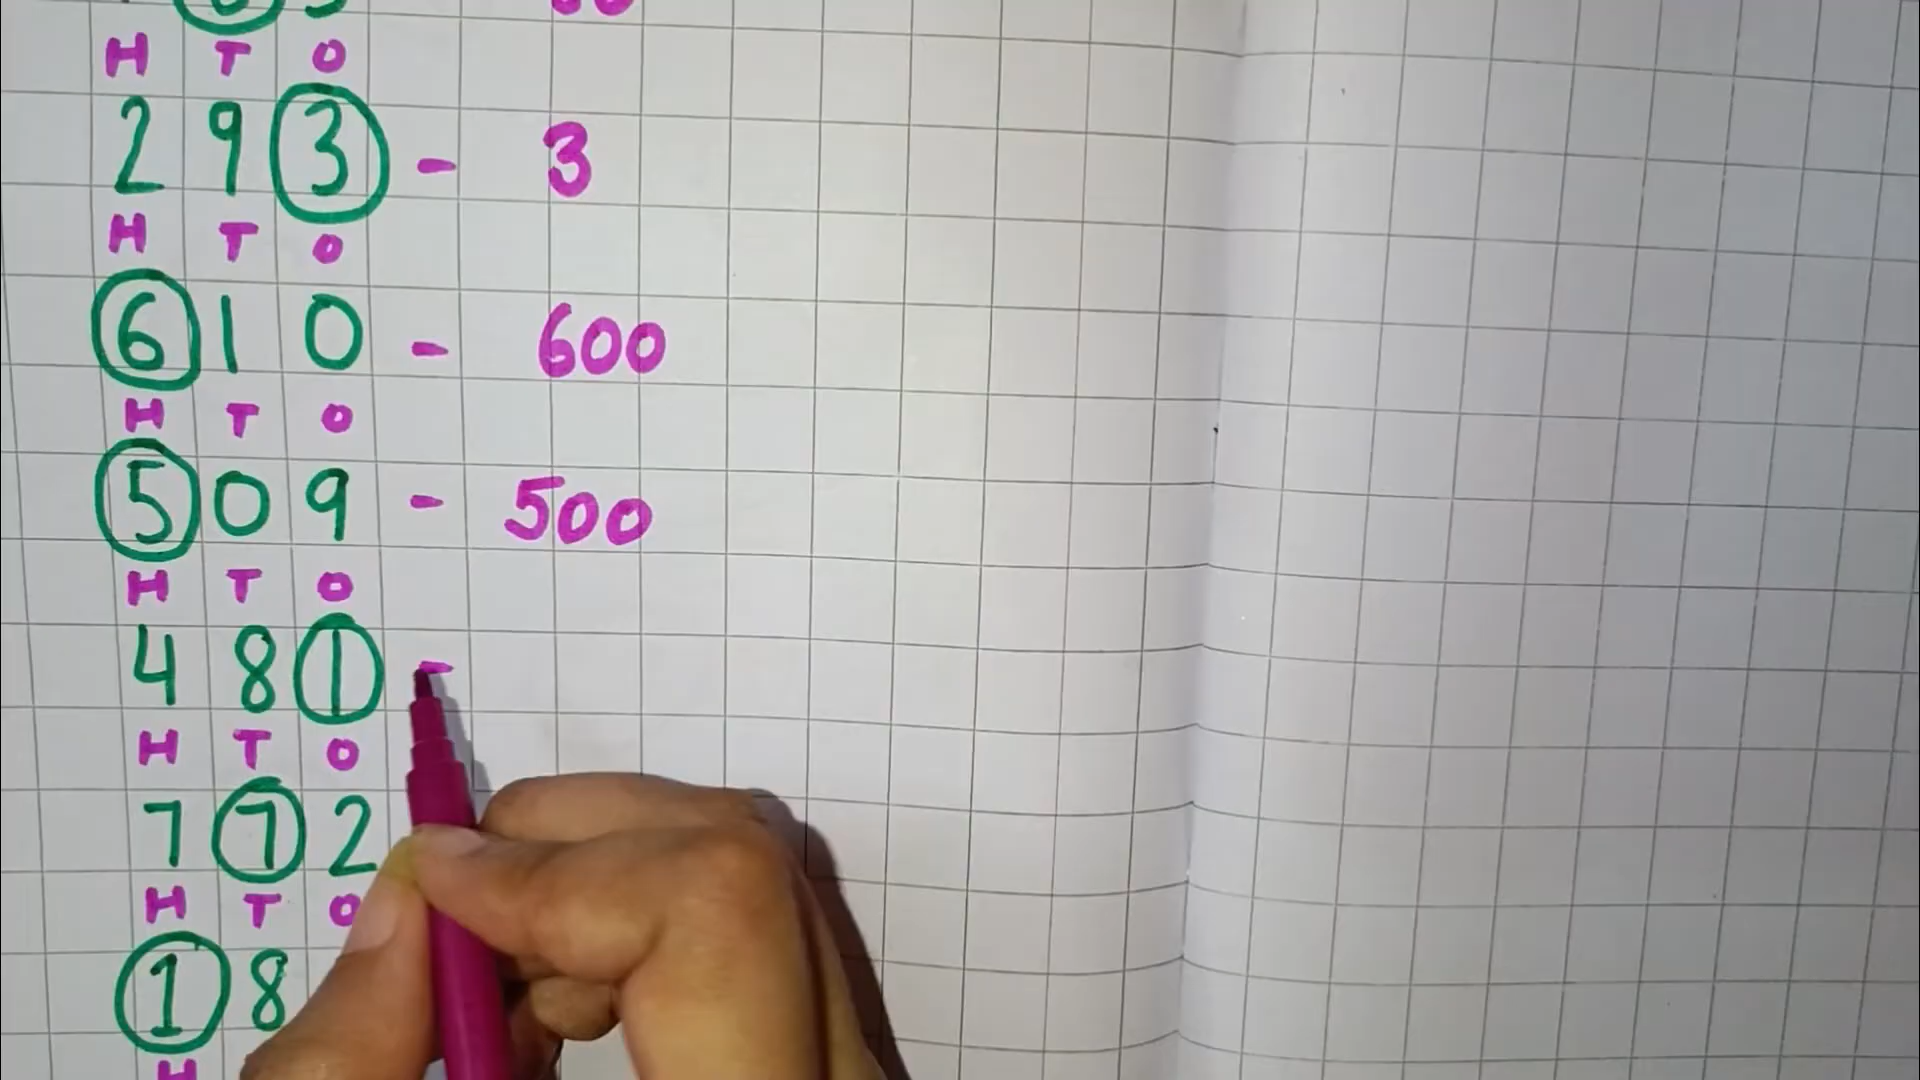 H T O
2 9 3 - 3
H T O
6 1 0 - 600
H T O
5 0 9 - 500
H T O
4 8 1 -
H T O
7 7 2
H T O
1 8
H